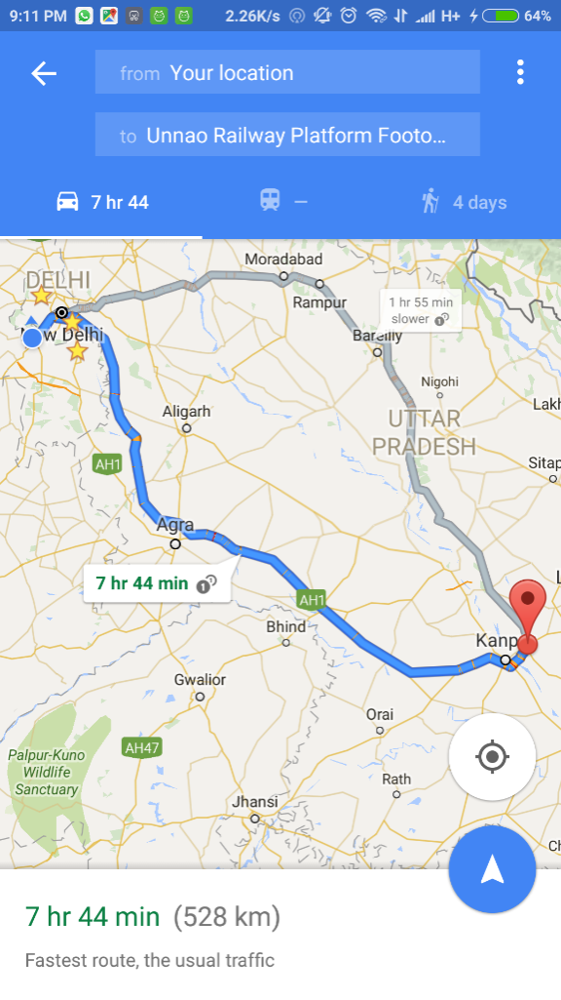 9:11 PM 2.26K/s H+ 64%
from Your location
to Unnao Railway Platform Footo...
7 hr 44 – 4 days
Moradabad
DELHI
Rampur
1 hr 55 min
slower
New Delhi
Bareilly
Nigohi
Aligarh
Lakh
UTTAR
PRADESH
AH1
Sitap
Agra
7 hr 44 min
AH1
L
Bhind
Kanp
Gwalior
Orai
AH47
Palpur-Kuno
Wildlife
Sanctuary
Rath
Jhansi
Ch
7 hr 44 min (528 km)
Fastest route, the usual traffic